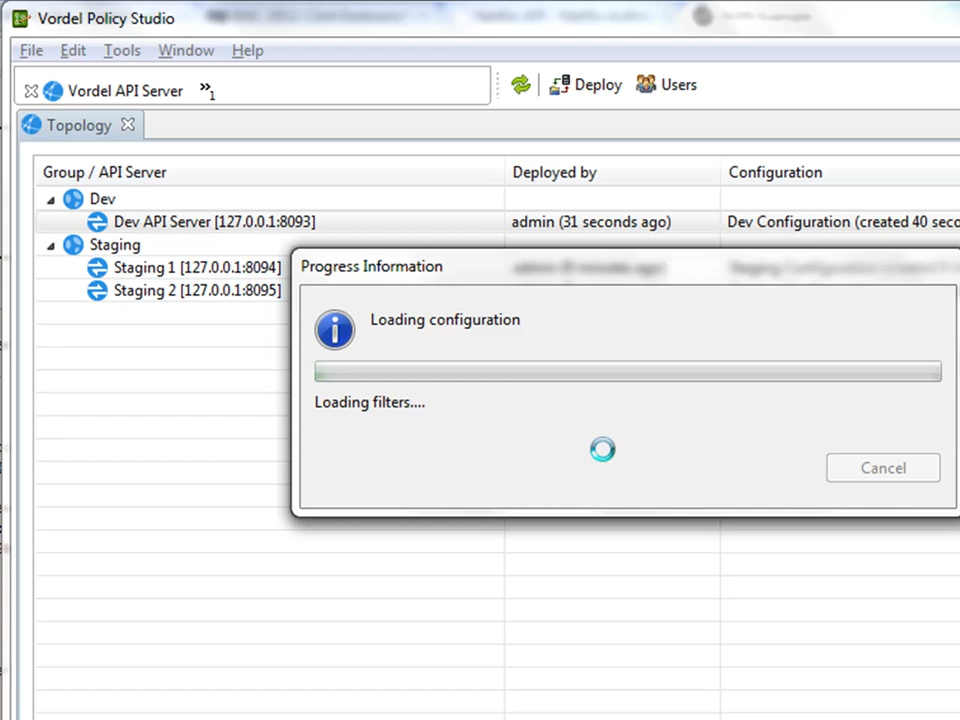 Vordel Policy Studio
File Edit Tools Window Help
Vordel API Server »1 Deploy Users
Topology
Group / API Server Deployed by Configuration
Dev
Dev API Server [127.0.0.1:8093] admin (31 seconds ago) Dev Configuration (created 40 seco
Staging
Staging 1 [127.0.0.1:8094]
Staging 2 [127.0.0.1:8095]
Progress Information
Loading configuration
Loading filters....
Cancel